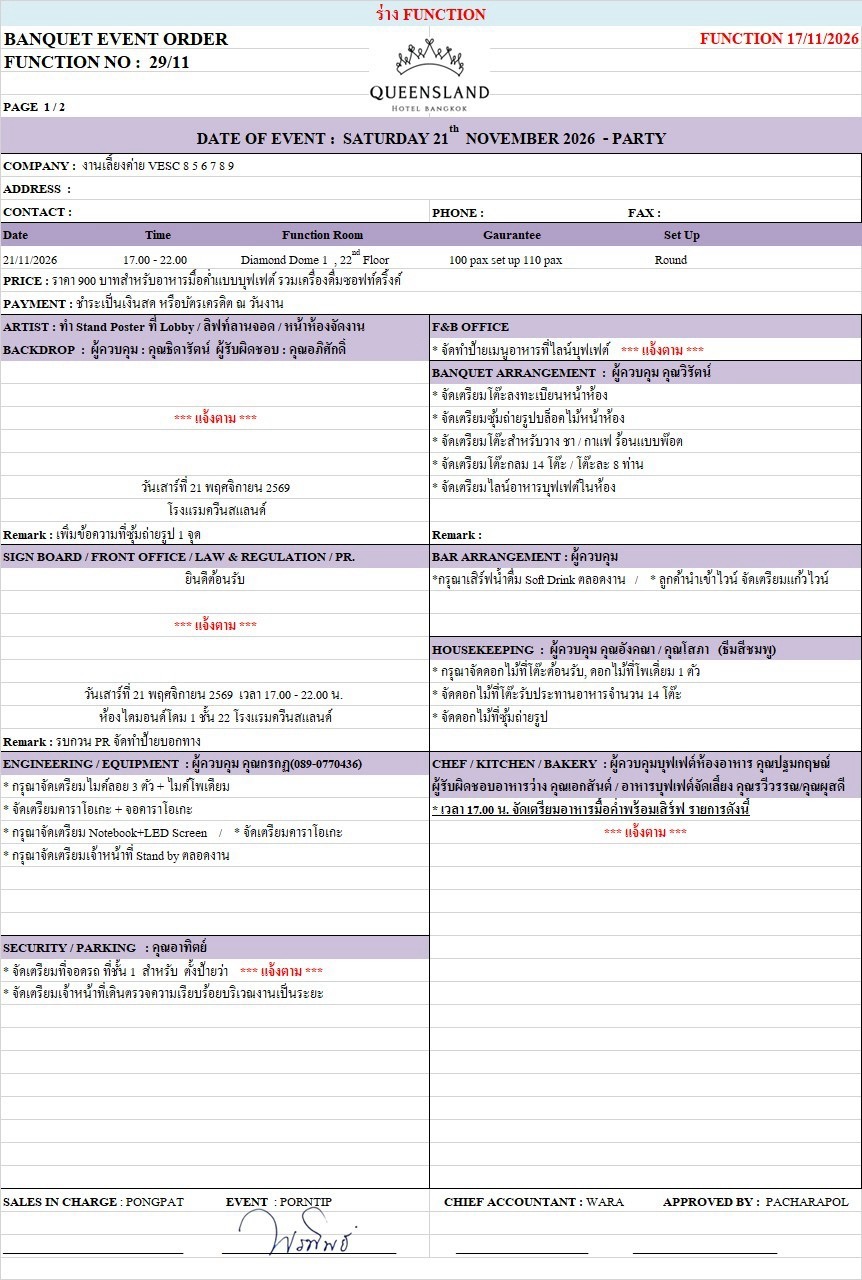 ร่าง FUNCTION
BANQUET EVENT ORDER
FUNCTION 17/11/2026
FUNCTION NO : 29/11
QUEENSLAND
HOTEL BANGKOK
PAGE 1 / 2
DATE OF EVENT : SATURDAY 21th NOVEMBER 2026 - PARTY
COMPANY : งานเลี้ยงค่าย VESC 8 5 6 7 8 9
ADDRESS :
CONTACT : PHONE : FAX :
Date Time Function Room Gaurantee Set Up
21/11/2026 17.00 - 22.00 Diamond Dome 1 , 22nd Floor 100 pax set up 110 pax Round
PRICE : ราคา 900 บาทสำหรับอาหารมื้อค่ำแบบบุฟเฟ่ต์ รวมเครื่องดื่มซอฟท์ดริ้งค์
PAYMENT : ชำระเป็นเงินสด หรือบัตรเครดิต ณ วันงาน
ARTIST : ทำ Stand Poster ที่ Lobby / ลิฟท์ลานจอด / หน้าห้องจัดงาน
BACKDROP : ผู้ควบคุม : คุณธิดารัตน์ ผู้รับผิดชอบ : คุณอภิศักดิ์
*** แจ้งตาม ***
วันเสาร์ที่ 21 พฤศจิกายน 2569
โรงแรมควีนสแลนด์
Remark : เพิ่มข้อความที่ซุ้มถ่ายรูป 1 จุด
F&B OFFICE
* จัดทำป้ายเมนูอาหารที่ไลน์บุฟเฟต์ *** แจ้งตาม ***
BANQUET ARRANGEMENT : ผู้ควบคุม คุณวิรัตน์
* จัดเตรียมโต๊ะลงทะเบียนหน้าห้อง
* จัดเตรียมซุ้มถ่ายรูปบล็อคไม้หน้าห้อง
* จัดเตรียมโต๊ะสำหรับวาง ชา / กาแฟ ร้อนแบบพ๊อต
* จัดเตรียมโต๊ะกลม 14 โต๊ะ / โต๊ะละ 8 ท่าน
* จัดเตรียมไลน์อาหารบุฟเฟต์ในห้อง
Remark :
SIGN BOARD / FRONT OFFICE / LAW & REGULATION / PR.
ยินดีต้อนรับ
*** แจ้งตาม ***
วันเสาร์ที่ 21 พฤศจิกายน 2569 เวลา 17.00 - 22.00 น.
ห้องไดมอนด์โดม 1 ชั้น 22 โรงแรมควีนสแลนด์
Remark : รบกวน PR จัดทำป้ายบอกทาง
BAR ARRANGEMENT : ผู้ควบคุม
*กรุณาเสิร์ฟน้ำดื่ม Soft Drink ตลอดงาน / * ลูกค้านำเข้าไวน์ จัดเตรียมแก้วไวน์
HOUSEKEEPING : ผู้ควบคุม คุณอังคณา / คุณโสภา (ธีมสีชมพู)
* กรุณาจัดดอกไม้ที่โต๊ะต้อนรับ, ดอกไม้ที่โพเดี่ยม 1 ตัว
* จัดดอกไม้ที่โต๊ะรับประทานอาหารจำนวน 14 โต๊ะ
* จัดดอกไม้ที่ซุ้มถ่ายรูป
ENGINEERING / EQUIPMENT : ผู้ควบคุม คุณกรกฏ(089-0770436)
* กรุณาจัดเตรียมไมค์ลอย 3 ตัว + ไมค์โพเดียม
* จัดเตรียมคาราโอเกะ + จอคาราโอเกะ
* กรุณาจัดเตรียม Notebook+LED Screen / * จัดเตรียมคาราโอเกะ
* กรุณาจัดเตรียมเจ้าหน้าที่ Stand by ตลอดงาน
CHEF / KITCHEN / BAKERY : ผู้ควบคุมบุฟเฟต์ห้องอาหาร คุณปฐมกฤษณ์
ผู้รับผิดชอบอาหารว่าง คุณเอกสันต์ / อาหารบุฟเฟต์จัดเลี้ยง คุณรวีวรรณ/คุณผุสดี
* เวลา 17.00 น. จัดเตรียมอาหารมื้อค่ำพร้อมเสิร์ฟ รายการดังนี้
*** แจ้งตาม ***
SECURITY / PARKING : คุณอาทิตย์
* จัดเตรียมที่จอดรถ ที่ชั้น 1 สำหรับ ตั้งป้ายว่า *** แจ้งตาม ***
* จัดเตรียมเจ้าหน้าที่เดินตรวจความเรียบร้อยบริเวณงานเป็นระยะ
SALES IN CHARGE : PONGPAT EVENT : PORNTIP CHIEF ACCOUNTANT : WARA APPROVED BY : PACHARAPOL
พรทิพย์